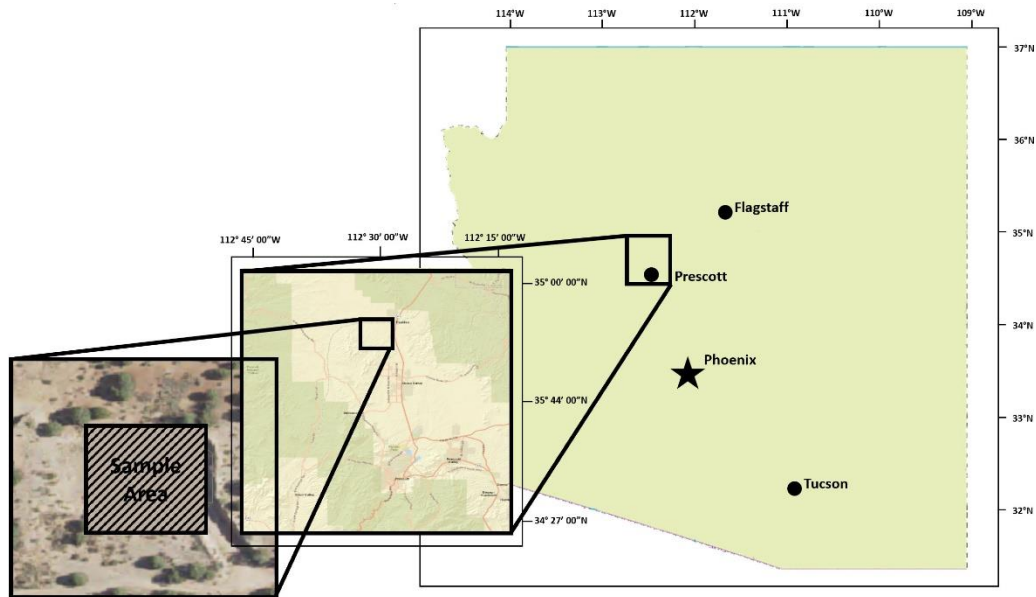 114°W 113°W 112°W 111°W 110°W 109°W
37°N
36°N
Flagstaff
35°N
112° 45' 00"W 112° 30' 00"W 112° 15' 00"W
Prescott
35° 00' 00"N
34°N
Phoenix
35° 44' 00"N
33°N
Sample
Area
Tucson
34° 27' 00"N
32°N